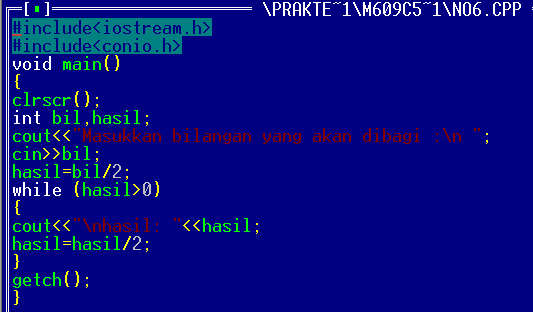 [■] \PRAKTE~1\M609C5~1\NO6.CPP
#include<iostream.h>
#include<conio.h>
void main()
{
clrscr();
int bil,hasil;
cout<<"Masukkan bilangan yang akan dibagi :\n ";
cin>>bil;
hasil=bil/2;
while (hasil>0)
{
cout<<"\nhasil: "<<hasil;
hasil=hasil/2;
}
getch();
}